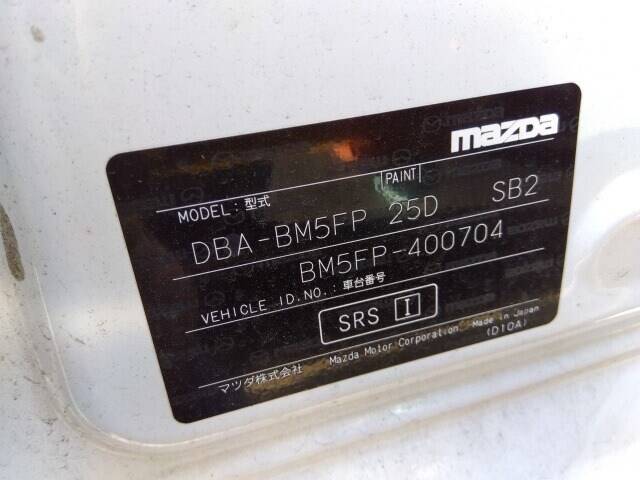 mazda
MODEL:型式 PAINT
DBA-BM5FP 25D SB2
BM5FP-400704
VEHICLE ID.NO.:車台番号
SRS I
マツダ株式会社 Mazda Motor Corporation Made in Japan
(D10A)